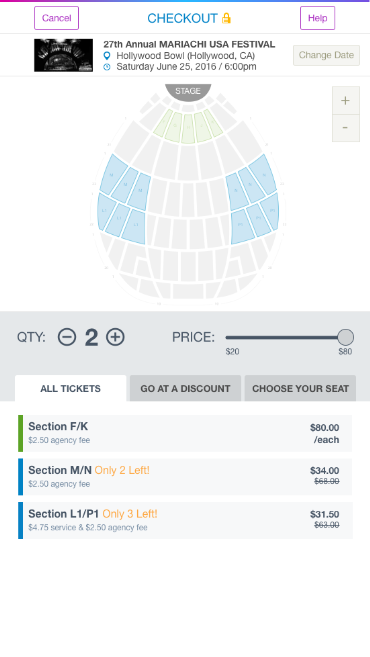 Cancel
CHECKOUT
Help
27th Annual MARIACHI USA FESTIVAL
Hollywood Bowl (Hollywood, CA)
Saturday June 25, 2016 / 6:00pm
Change Date
STAGE
+
-
QTY: 2
PRICE:
$20 $80
ALL TICKETS
GO AT A DISCOUNT
CHOOSE YOUR SEAT
Section F/K
$2.50 agency fee
$80.00
/each
Section M/N Only 2 Left!
$2.50 agency fee
$34.00
$68.00
Section L1/P1 Only 3 Left!
$4.75 service & $2.50 agency fee
$31.50
$63.00